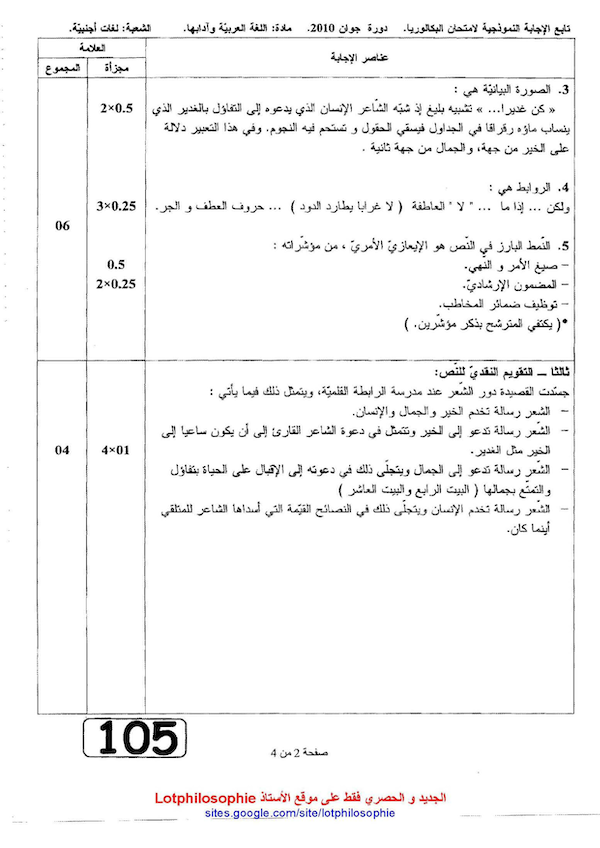 تابع الإجابة النموذجية لامتحان البكالوريا. دورة جوان 2010. مادة: اللغة العربيّة وآدابها. الشعبة: لغات أجنبيّة.
عناصر الإجابة
العلامة
مجزأة
المجموع
3. الصورة البيانيّة هي :
« كن غديرا... » تشبيه بليغ إذ شبّه الشاعر الإنسان الذي يدعوه إلى التفاؤل بالغدير الذي
2×0.5
ينساب ماؤه رقراقا في الجداول فيسقي الحقول و تستحم فيه النجوم. وفي هذا التعبير دلالة
على الخير من جهة، والجمال من جهة ثانية .
4. الروابط هي :
ولكن ... إذا ما ... " لا " العاطفة ( لا غرابا يطارد الدود ) ... حروف العطف و الجر.
3×0.25
06
5. النّمط البارز في النّص هو الإيعازيّ الأمريّ ، من مؤشّراته :
– صيغ الأمر و النّهي.
0.5
– المضمون الإرشاديّ.
2×0.25
– توظيف ضمائر المخاطب.
•( يكتفي المترشح بذكر مؤشّرين. )
ثالثا ــ التقويم النقديّ للنّص:
جسّدت القصيدة دور الشّعر عند مدرسة الرابطة القلميّة، ويتمثل ذلك فيما يأتي :
– الشعر رسالة تخدم الخير والجمال والإنسان.
– الشّعر رسالة تدعو إلى الخير وتتمثل في دعوة الشاعر القارئ إلى أن يكون ساعيا إلى
الخير مثل الغدير.
4×01
04
– الشّعر رسالة تدعو إلى الجمال ويتجلّى ذلك في دعوته إلى الإقبال على الحياة بتفاؤل
والتمتّع بجمالها ( البيت الرابع والبيت العاشر )
– الشّعر رسالة تخدم الإنسان ويتجلّى ذلك في النصائح القيّمة التي أسداها الشاعر للمتلقي
أينما كان.
105
صفحة 2 من 4
الجديد و الحصري فقط على موقع الأستاذ Lotphilosophie
sites.google.com/site/lotphilosophie